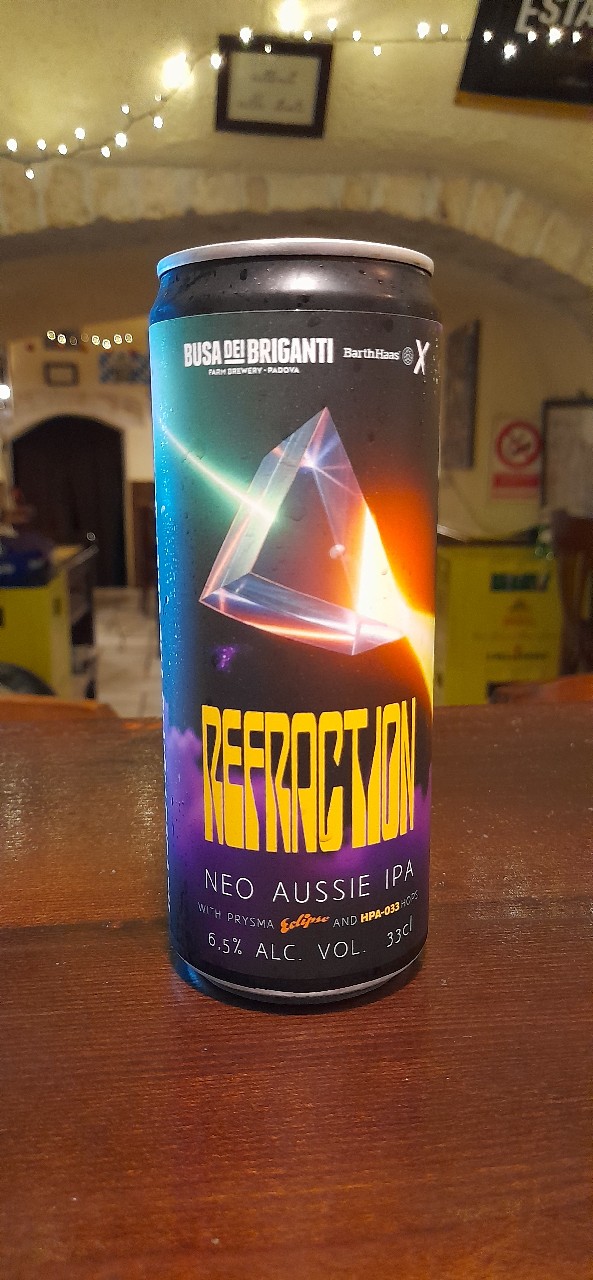 ESTA
BUSA DEI BRIGANTI
FARM BREWERY - PADOVA
BarthHaas X
REFRACTION
NEO AUSSIE IPA
WITH PRYSMA Eclipse AND HPA-033 HOPS
6,5% ALC. VOL. 33cl